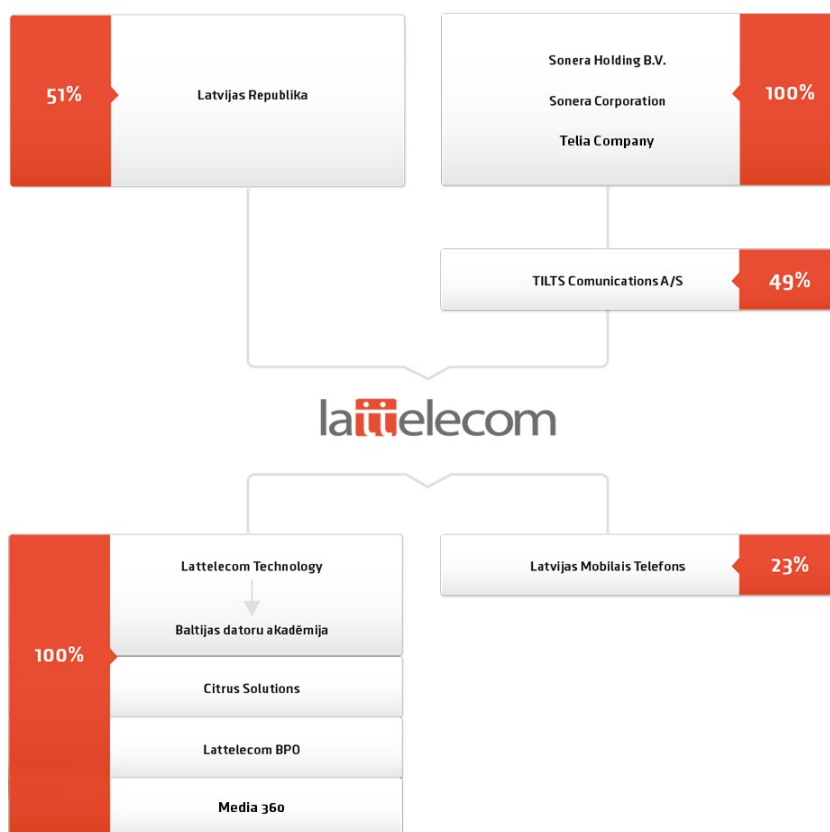 51%
Latvijas Republika
Sonera Holding B.V.
Sonera Corporation
Telia Company
100%
TILTS Comunications A/S
49%
lattelecom
100%
Lattelecom Technology
Baltijas datoru akadēmija
Citrus Solutions
Lattelecom BPO
Media 360
Latvijas Mobilais Telefons
23%